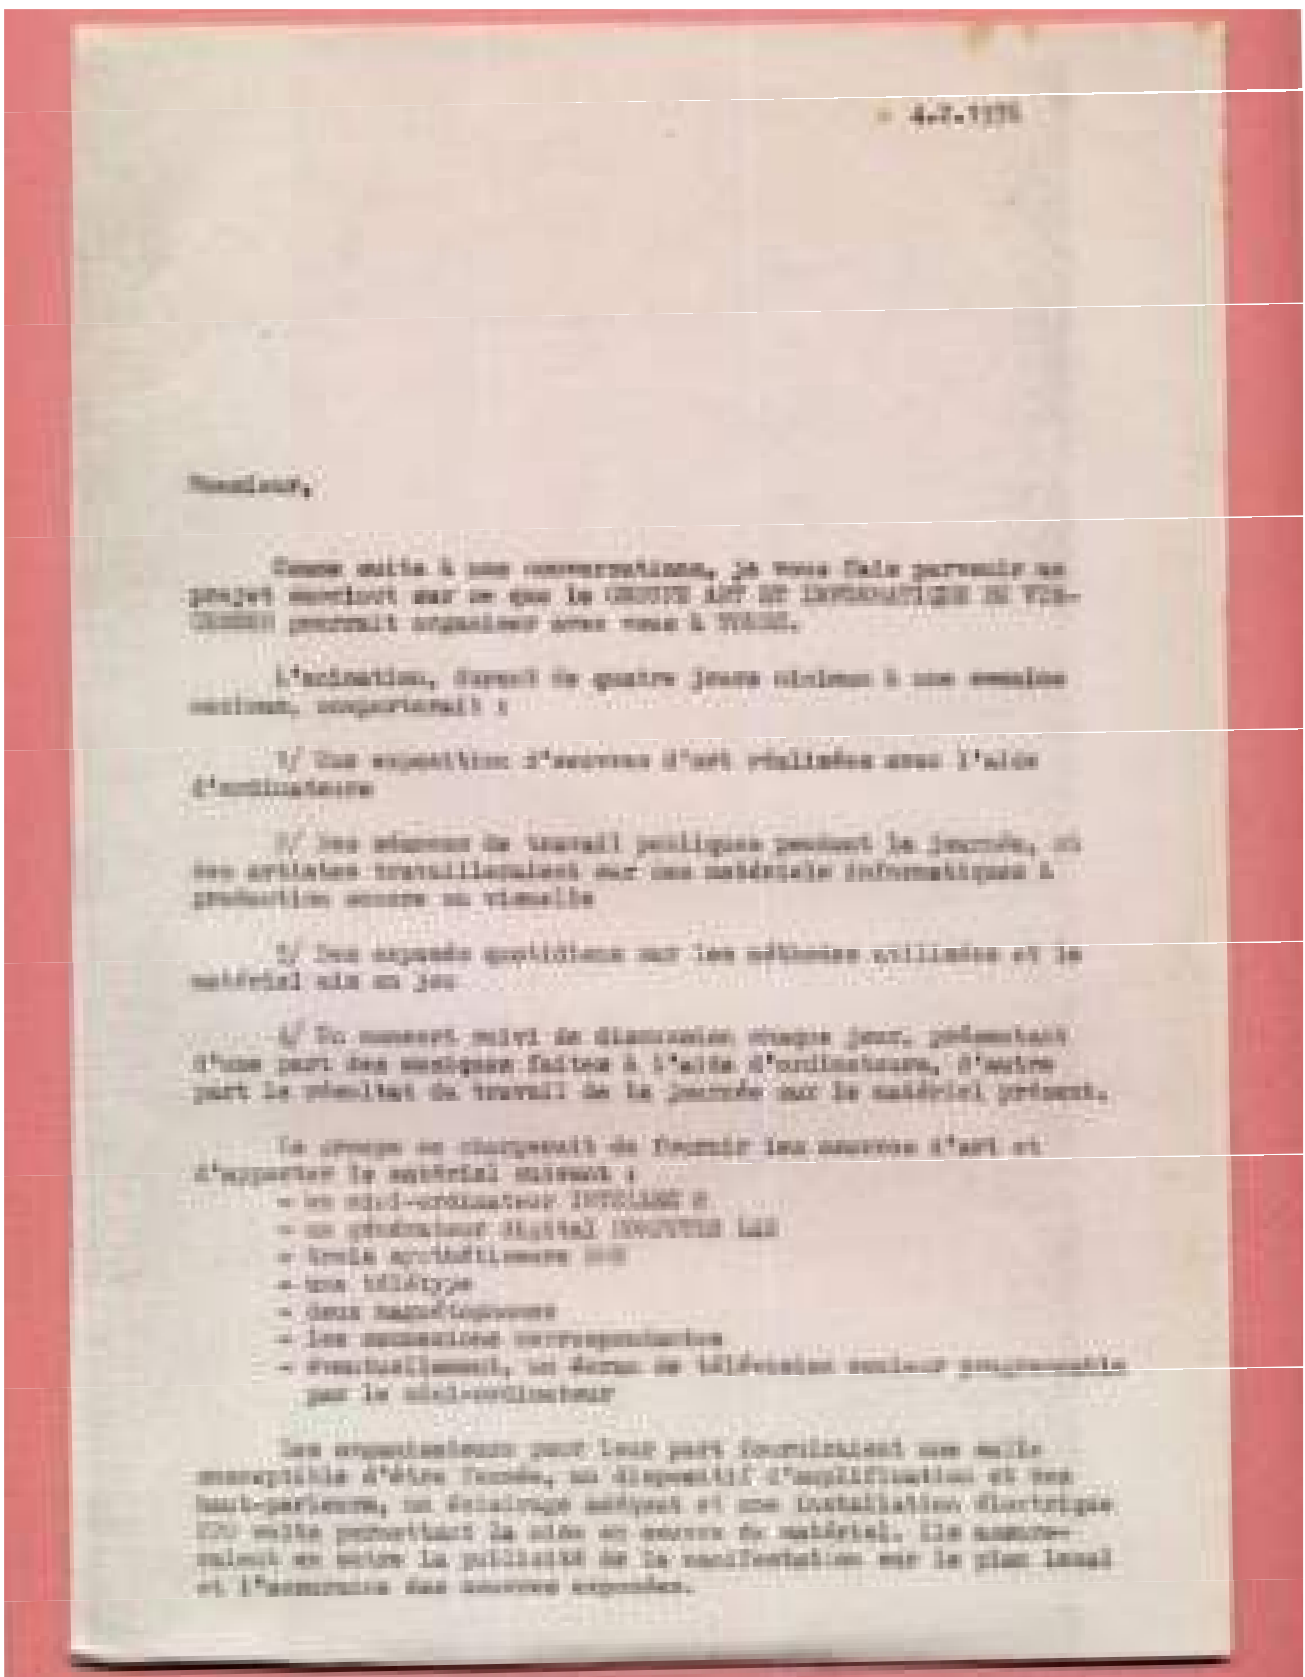 Monsieur,
Comme suite à nos conversations, je vous fais parvenir un
projet succinct sur ce que le GROUPE ART ET INFORMATIQUE DE VIN-
CENNES pourrait organiser avec vous à
L'animation, durant de quatre jours minimum à une semaine
maximum, comporterait :
1/ Une exposition d'oeuvres d'art réalisées avec l'aide
d'ordinateurs
2/ Des séances de travail publiques pendant la journée, où
des artistes travailleraient sur des matériels informatiques à
production sonore ou visuelle
3/ Des exposés quotidiens sur les méthodes utilisées et le
matériel mis en jeu
4/ Un concert suivi de discussion chaque jour, présentant
d'une part des musiques faites à l'aide d'ordinateurs, d'autre
part le résultat du travail de la journée sur le matériel présent.
Le groupe se chargerait de fournir les oeuvres d'art et
d'apporter le matériel suivant :
- un mini-ordinateur INTELLEC 8
- un générateur digital
- trois synthétiseurs
- une télétype
- deux magnétophones
- les connexions correspondantes
- éventuellement, un écran de télévision couleur programmable
par le mini-ordinateur
Les organisateurs pour leur part fourniraient une salle
susceptible d'être fermée, un dispositif d'amplification et des
haut-parleurs, un éclairage adéquat et une installation électrique
220 volts permettant la mise en oeuvre du matériel. Ils assure-
raient en outre la publicité de la manifestation sur le plan local
et l'assurance des oeuvres exposées.